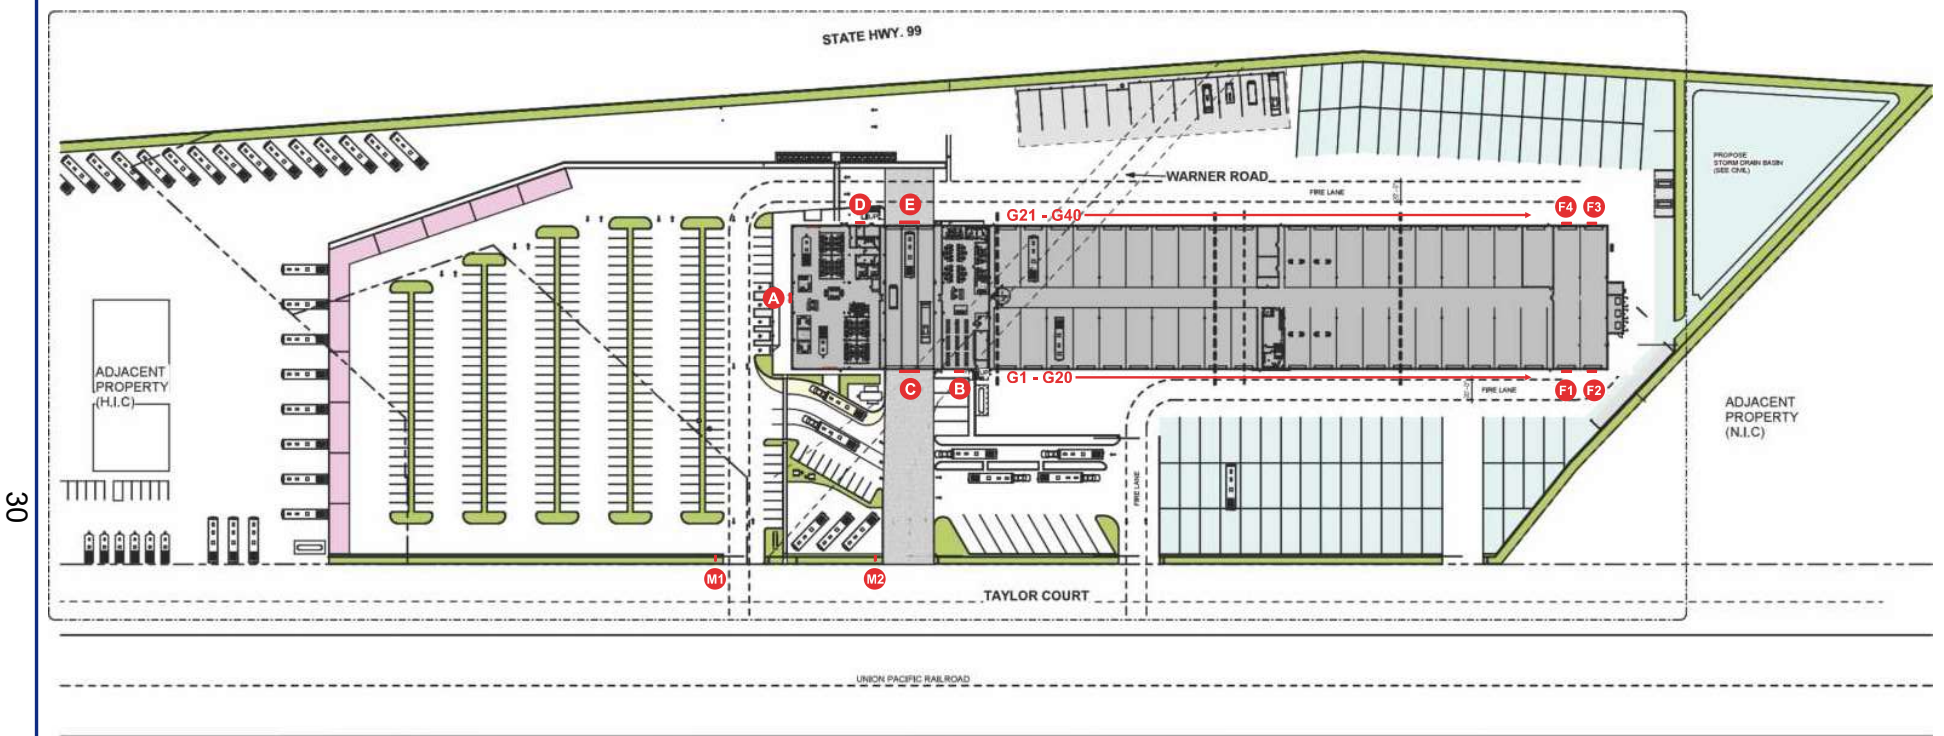 STATE HWY. 99
PROPOSE
STORM DRAIN BASIN
(SEE CIVIL)
WARNER ROAD
FIRE LANE
D
E
G21 - G40
F4
F3
A
ADJACENT
PROPERTY
(H.I.C)
C
B
G1 - G20
F1
F2
FIRE LANE
ADJACENT
PROPERTY
(N.I.C)
FIRE LANE
30
M1
M2
TAYLOR COURT
UNION PACIFIC RAILROAD